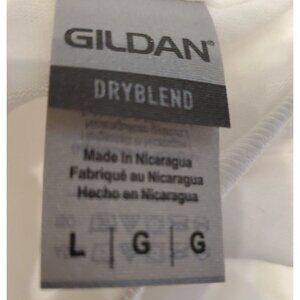 GILDAN®
DRYBLEND
Made in Nicaragua
Fabriqué au Nicaragua
Hecho en Nicaragua
L | G | G